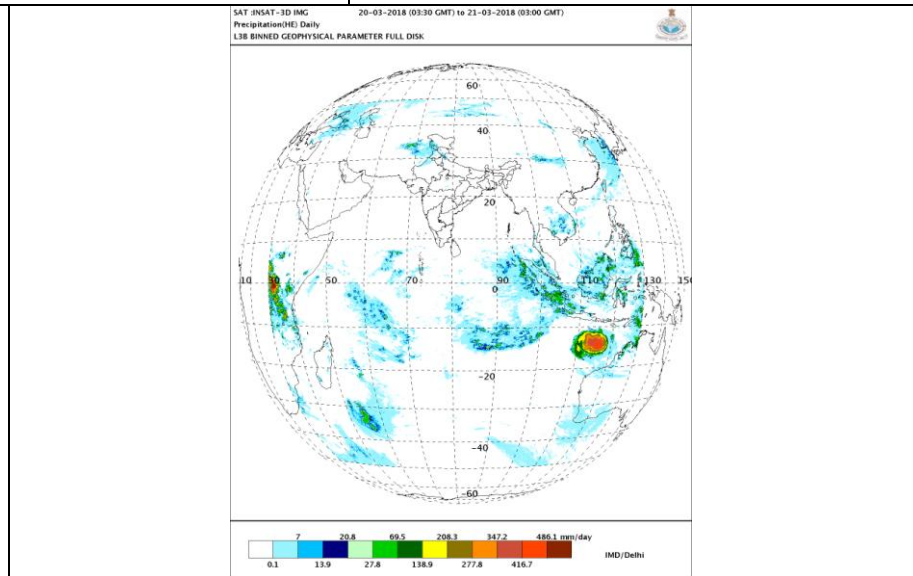 SAT :INSAT-3D IMG 20-03-2018 (03:30 GMT) to 21-03-2018 (03:00 GMT)
Precipitation(HE) Daily
L3B BINNED GEOPHYSICAL PARAMETER FULL DISK
60
40
20
10 30 50 70 90 110 130 150
0
-20
-40
-60
7 20.8 69.5 208.3 347.2 486.1 mm/day
0.1 13.9 27.8 138.9 277.8 416.7
IMD/Delhi